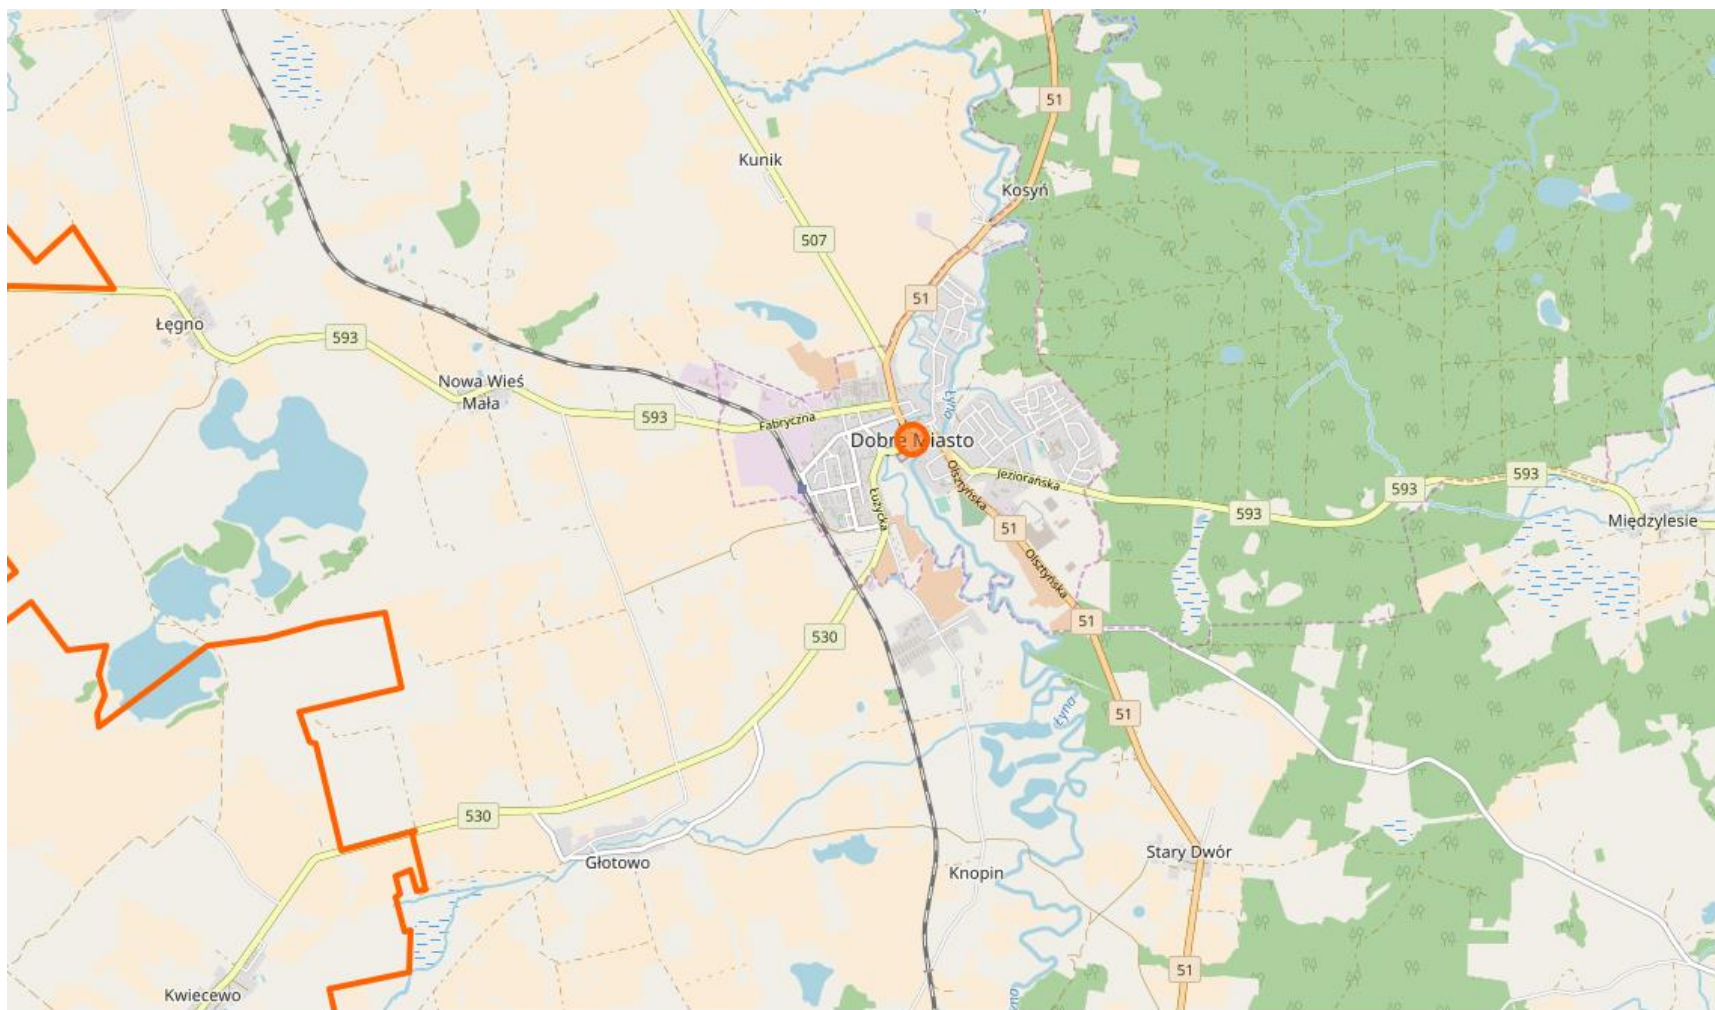 51
Kunik
Kosyń
507
51
Łęgno
593
Nowa Wieś
Mała
593
Fabryczna
Łyna
Dobre Miasto
Olsztyńska
Jeziorańska
593
593
593
Łużycka
51
Międzylesie
Olsztyńska
530
51
Łyna
51
530
Głotowo
Stary Dwór
Knopin
51
Kwiecewo